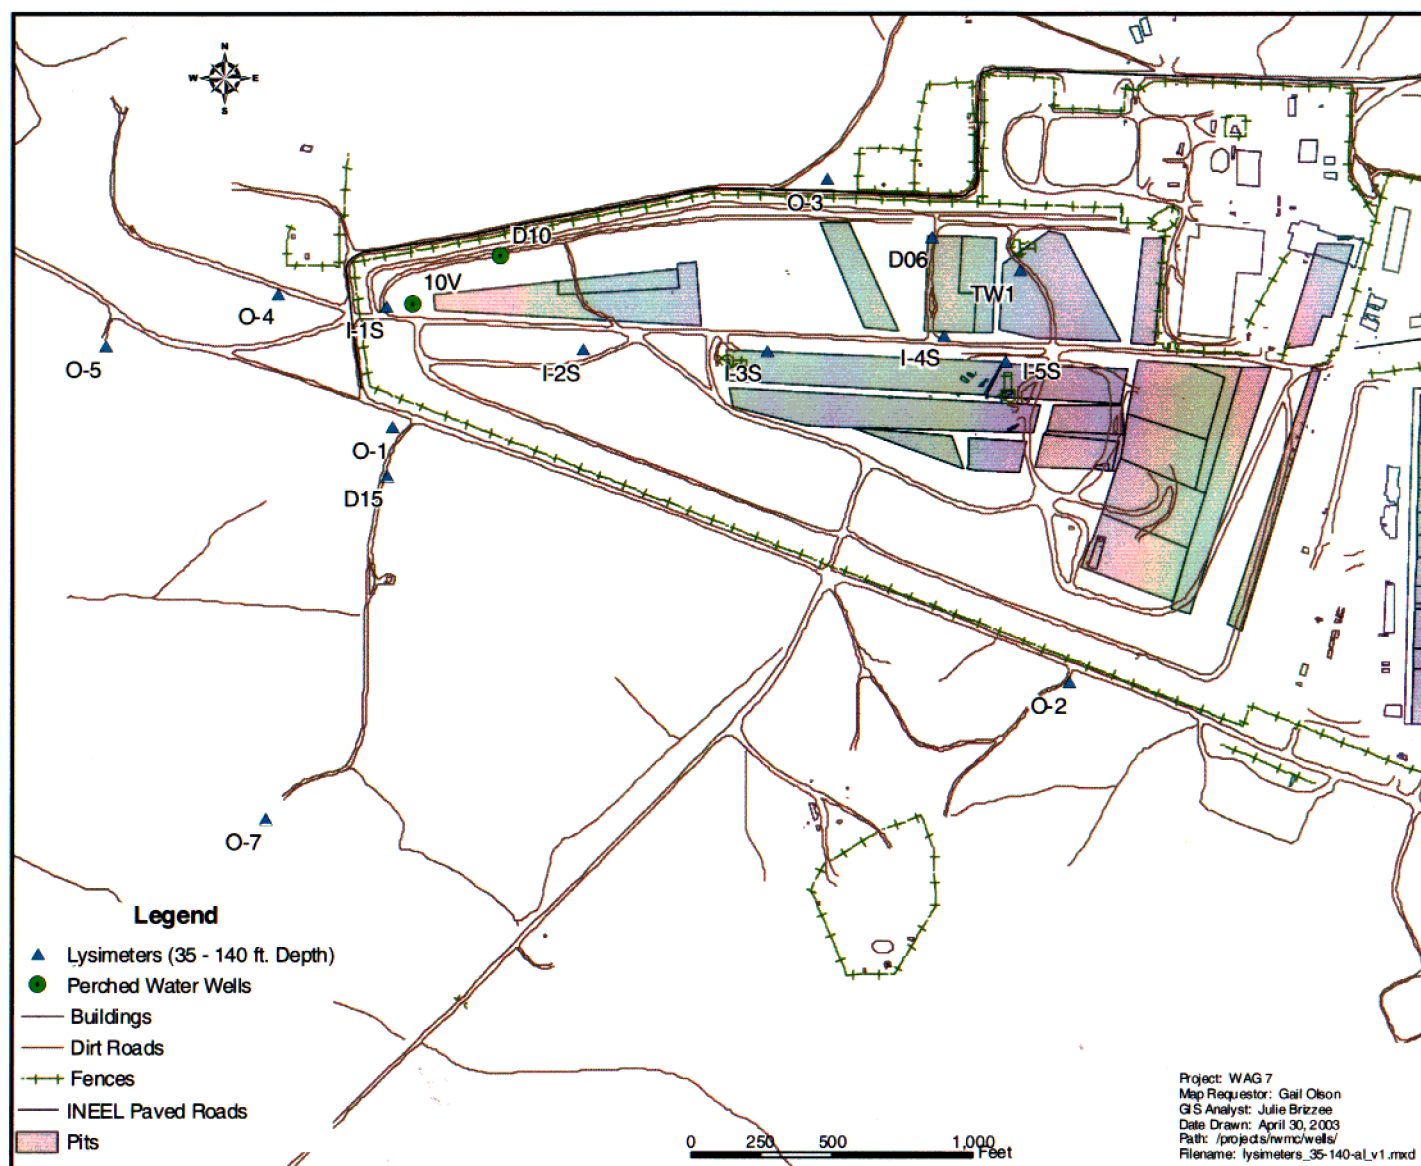 N
W E
S
O-3
D10
D06
10V
TW1
O-4
I-1S
O-5
I-2S
I-3S
I-4S
I-5S
O-1
D15
O-2
O-7
Legend
Lysimeters (35 - 140 ft. Depth)
Perched Water Wells
Buildings
Dirt Roads
Fences
INEEL Paved Roads
Pits
0 250 500 1,000
Feet
Project: WAG 7
Map Requestor: Gail Olson
GIS Analyst: Julie Brizzee
Date Drawn: April 30, 2003
Path: /projects/rwmc/wells/
Filename: lysimeters_35-140-al_v1.mxd